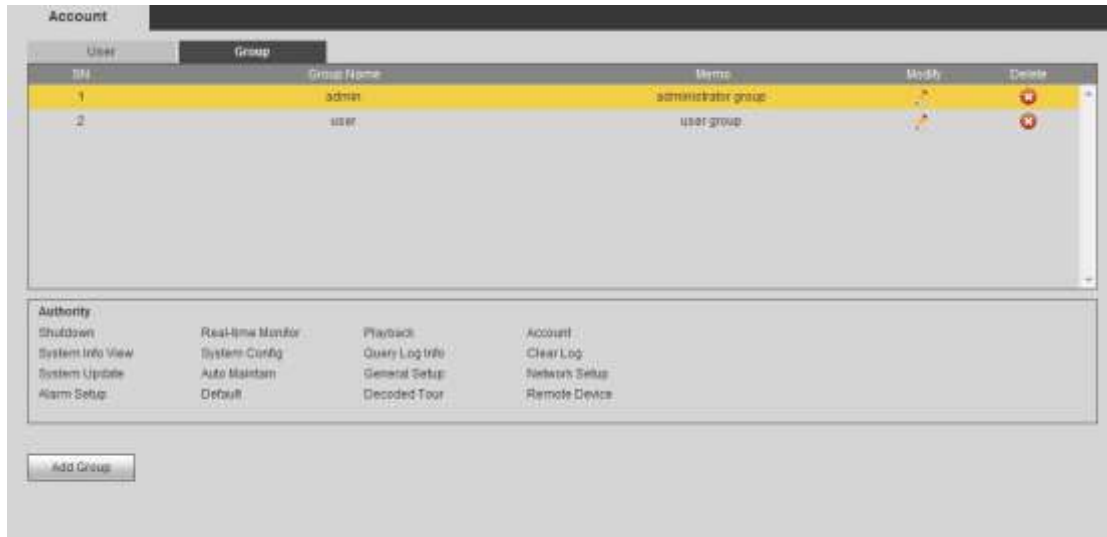 Account
User Group
SN Group Name Memo Modify Delete
1 admin administrator group
2 user user group
Authority
Shutdown Real-time Monitor Playback Account
System Info View System Config Query Log Info Clear Log
System Update Auto Maintain General Setup Network Setup
Alarm Setup Default Decoded Tour Remote Device
Add Group